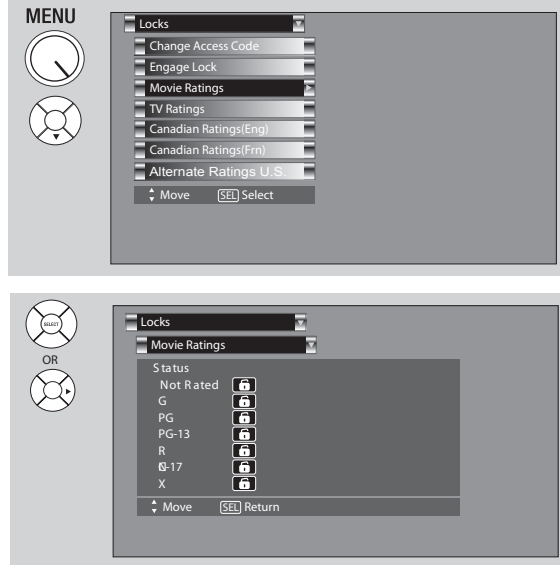 MENU
Locks
Change Access Code
Engage Lock
Movie Ratings
TV Ratings
Canadian Ratings(Eng)
Canadian Ratings(Frn)
Alternate Ratings U.S.
Move SEL Select
SELECT
OR
Locks
Movie Ratings
Status
Not Rated
G
PG
PG-13
R
-17
X
Move SEL Return